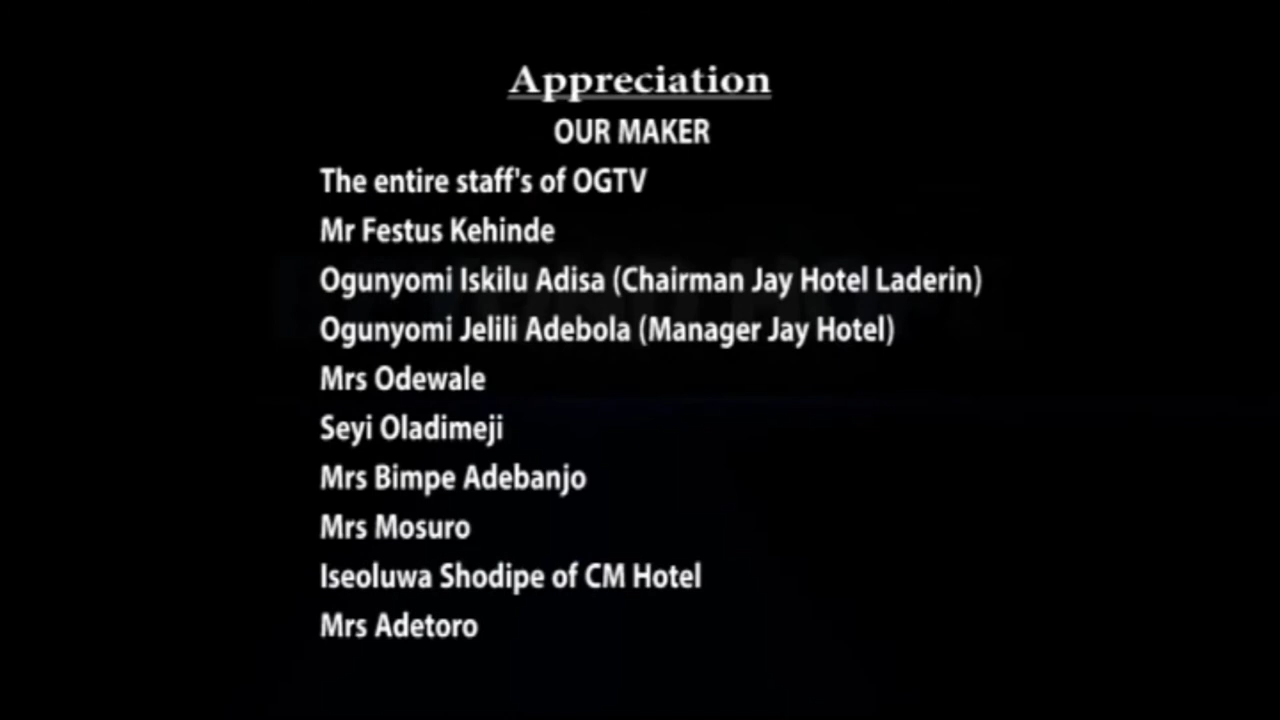 Appreciation
OUR MAKER
The entire staff's of OGTV
Mr Festus Kehinde
Ogunyomi Iskilu Adisa (Chairman Jay Hotel Laderin)
Ogunyomi Jelili Adebola (Manager Jay Hotel)
Mrs Odewale
Seyi Oladimeji
Mrs Bimpe Adebanjo
Mrs Mosuro
Iseoluwa Shodipe of CM Hotel
Mrs Adetoro